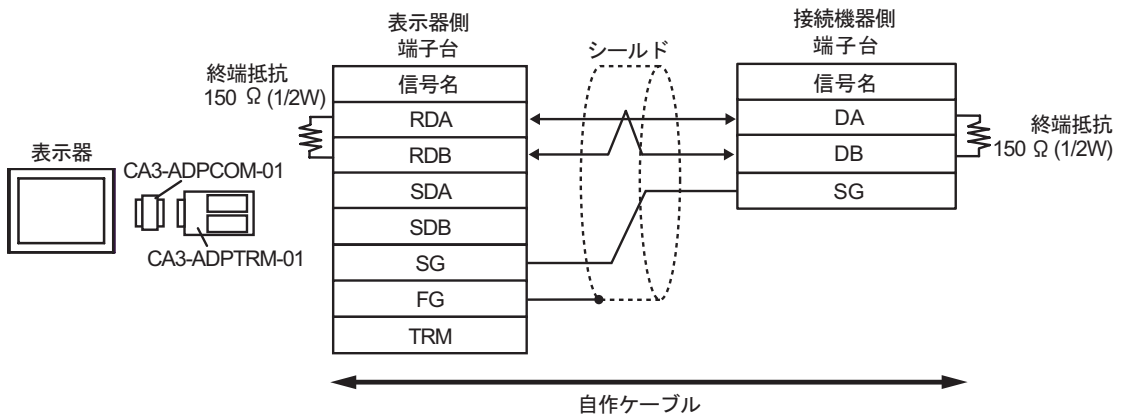 表示器側
端子台
接続機器側
端子台
シールド
終端抵抗
150 Ω (1/2W)
信号名
RDA
RDB
SDA
SDB
SG
FG
TRM
信号名
DA
DB
SG
終端抵抗
150 Ω (1/2W)
表示器
CA3-ADPCOM-01
CA3-ADPTRM-01
自作ケーブル